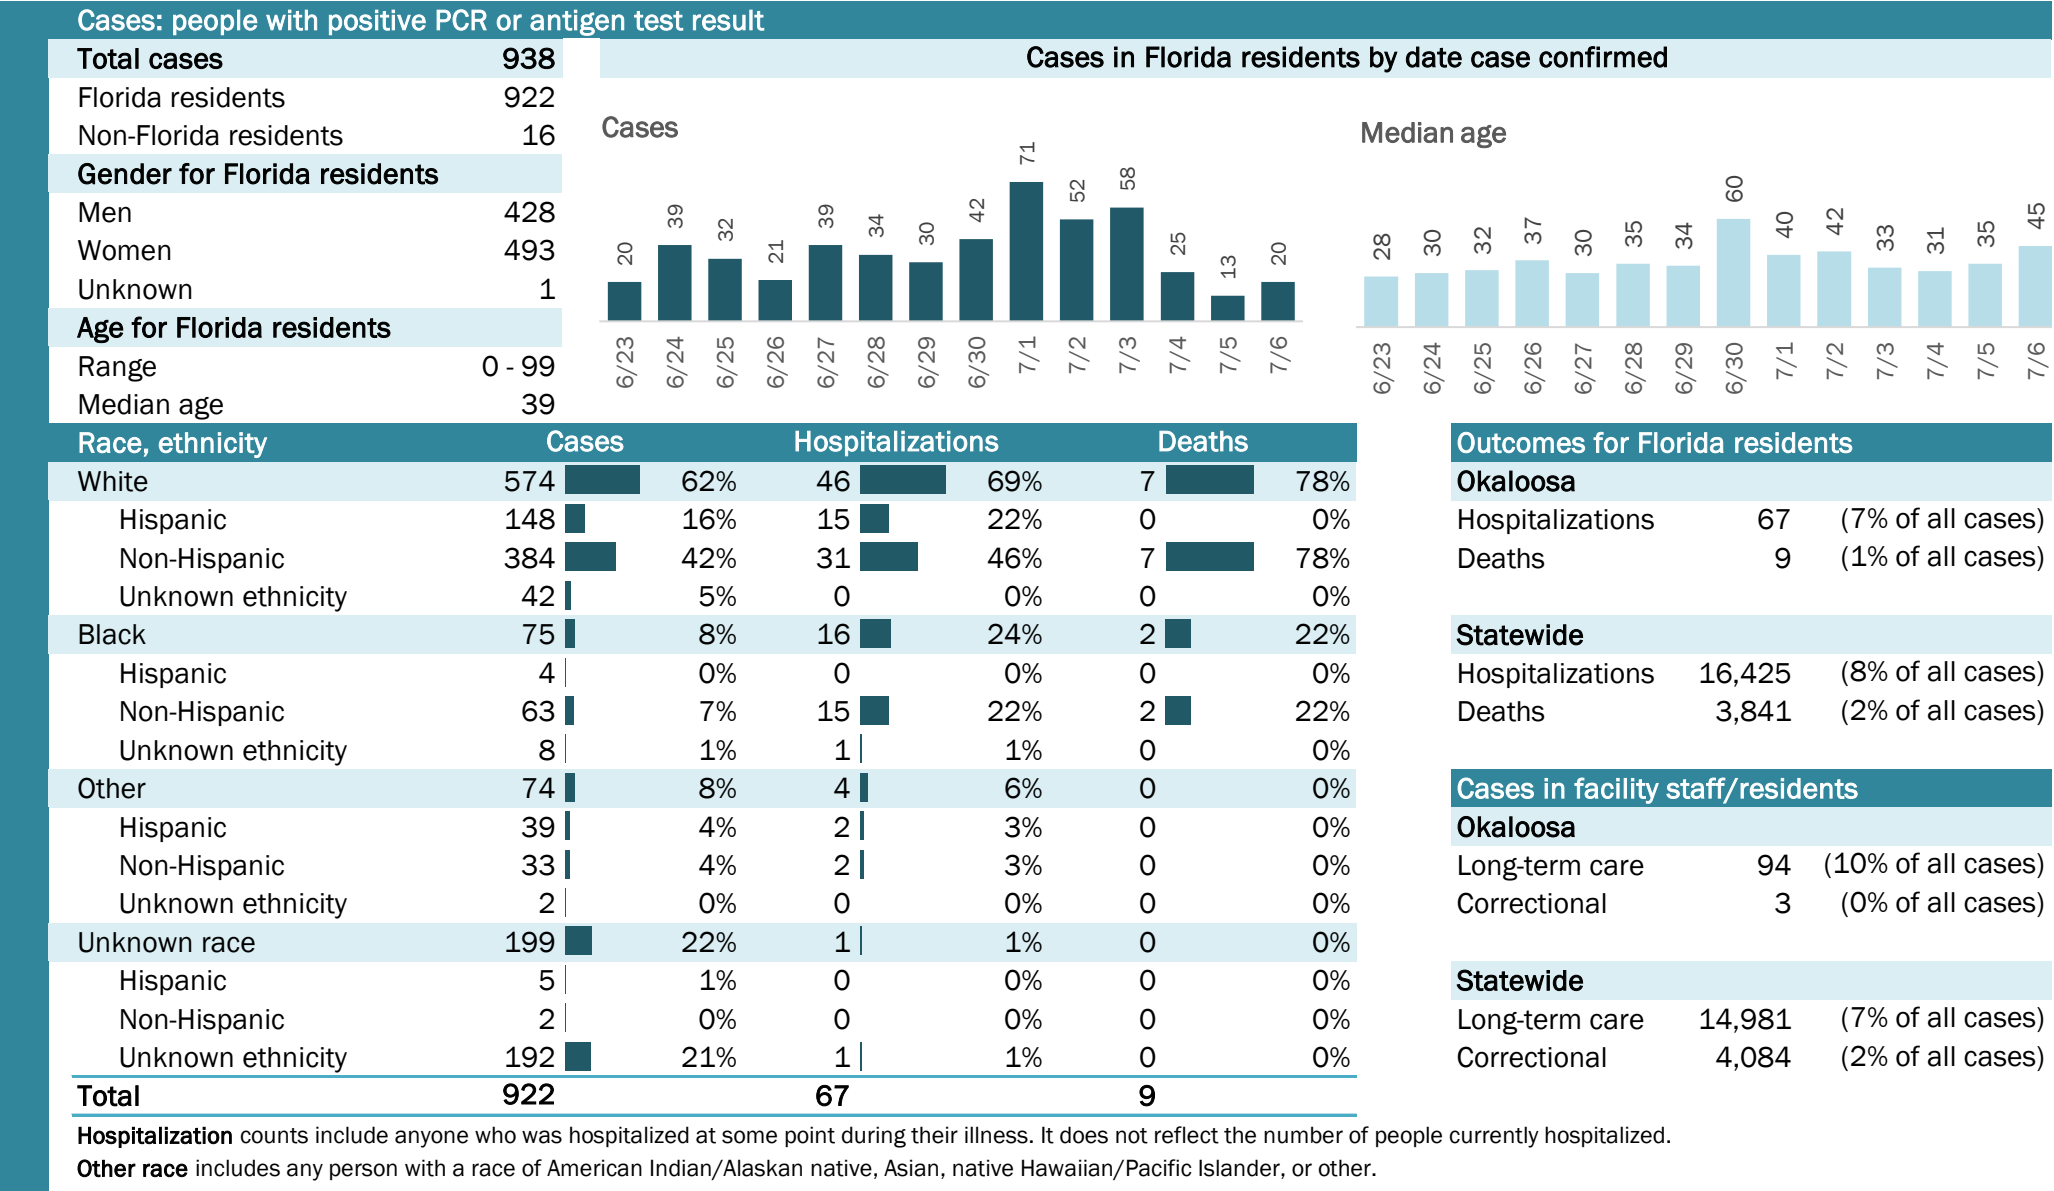 Cases: people with positive PCR or antigen test result
Total cases 938
Florida residents 922
Non-Florida residents 16
Gender for Florida residents
Men 428
Women 493
Unknown 1
Age for Florida residents
Range 0 - 99
Median age 39
Cases in Florida residents by date case confirmed
Cases
20 39 32 21 39 34 30 42 71 52 58 25 13 20
6/23 6/24 6/25 6/26 6/27 6/28 6/29 6/30 7/1 7/2 7/3 7/4 7/5 7/6
Median age
28 30 32 37 30 35 34 60 40 42 33 31 35 45
6/23 6/24 6/25 6/26 6/27 6/28 6/29 6/30 7/1 7/2 7/3 7/4 7/5 7/6
Race, ethnicity Cases Hospitalizations Deaths
White 574 62% 46 69% 7 78%
Hispanic 148 16% 15 22% 0 0%
Non-Hispanic 384 42% 31 46% 7 78%
Unknown ethnicity 42 5% 0 0% 0 0%
Black 75 8% 16 24% 2 22%
Hispanic 4 0% 0 0% 0 0%
Non-Hispanic 63 7% 15 22% 2 22%
Unknown ethnicity 8 1% 1 1% 0 0%
Other 74 8% 4 6% 0 0%
Hispanic 39 4% 2 3% 0 0%
Non-Hispanic 33 4% 2 3% 0 0%
Unknown ethnicity 2 0% 0 0% 0 0%
Unknown race 199 22% 1 1% 0 0%
Hispanic 5 1% 0 0% 0 0%
Non-Hispanic 2 0% 0 0% 0 0%
Unknown ethnicity 192 21% 1 1% 0 0%
Total 922 67 9
Outcomes for Florida residents
Okaloosa
Hospitalizations 67 (7% of all cases)
Deaths 9 (1% of all cases)
Statewide
Hospitalizations 16,425 (8% of all cases)
Deaths 3,841 (2% of all cases)
Cases in facility staff/residents
Okaloosa
Long-term care 94 (10% of all cases)
Correctional 3 (0% of all cases)
Statewide
Long-term care 14,981 (7% of all cases)
Correctional 4,084 (2% of all cases)
Hospitalization counts include anyone who was hospitalized at some point during their illness. It does not reflect the number of people currently hospitalized.
Other race includes any person with a race of American Indian/Alaskan native, Asian, native Hawaiian/Pacific Islander, or other.